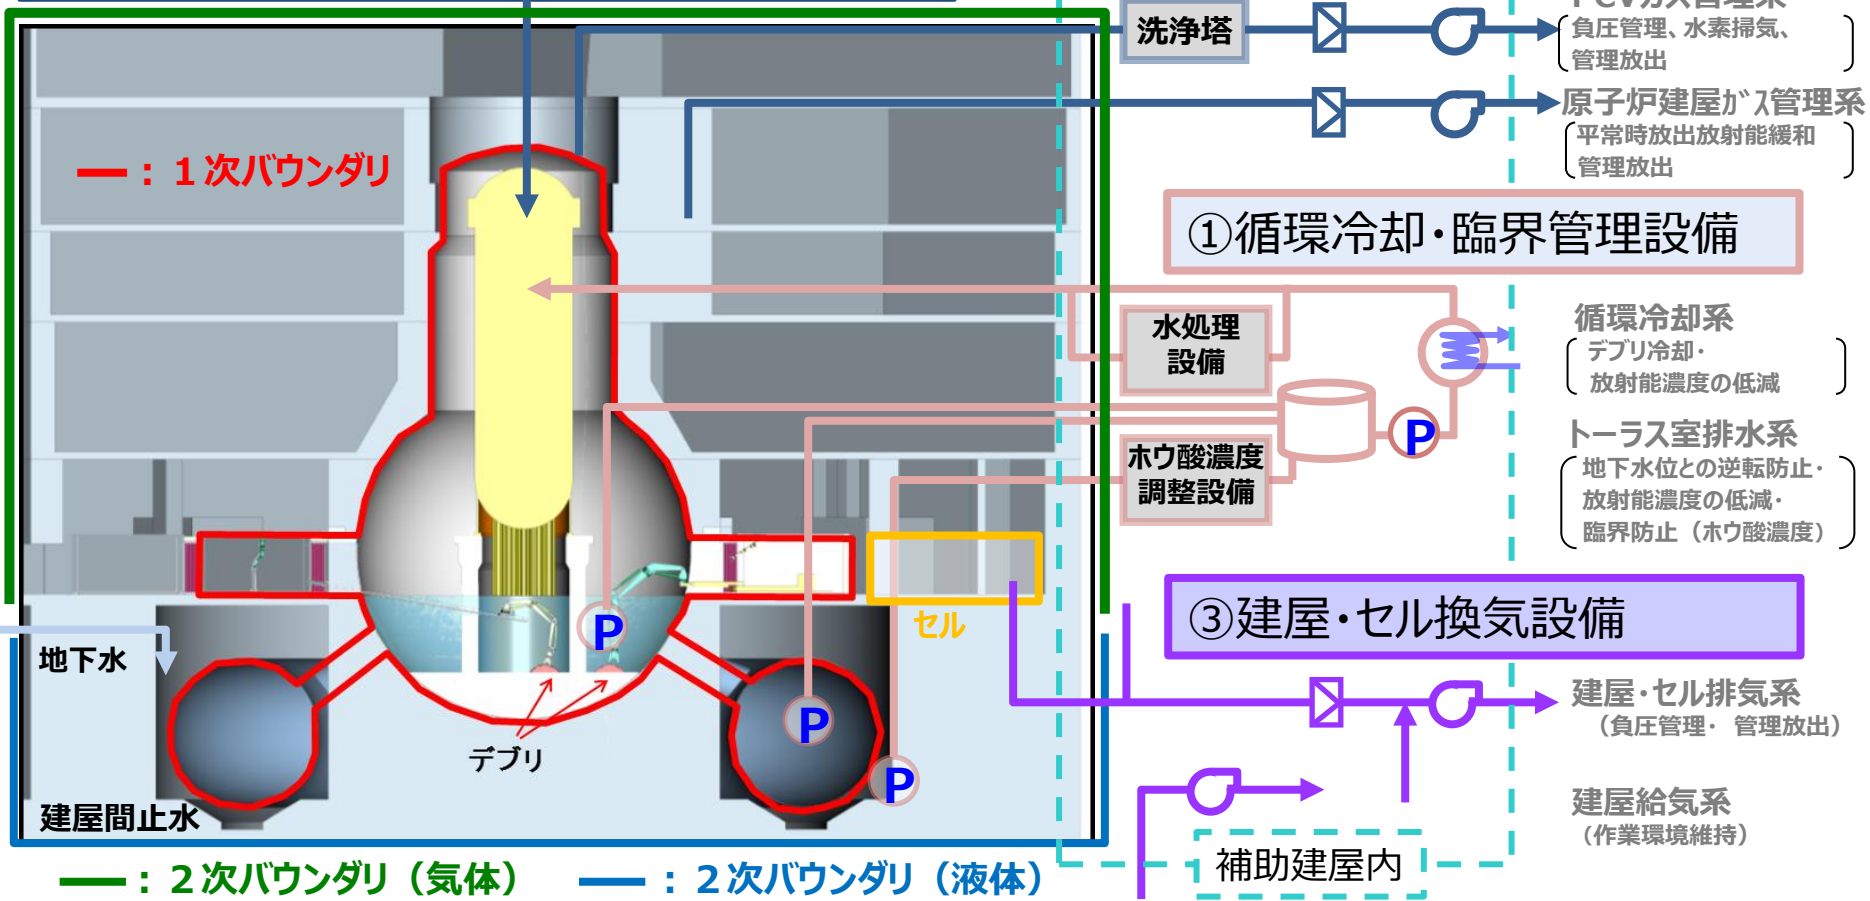 PCVガス管理系
洗浄塔
負圧管理、水素掃気、
管理放出
原子炉建屋ガス管理系
平常時放出放射能緩和
管理放出
：１次バウンダリ
①循環冷却・臨界管理設備
水処理
設備
循環冷却系
デブリ冷却・
放射能濃度の低減
P
トーラス室排水系
地下水位との逆転防止・
放射能濃度の低減・
臨界防止（ホウ酸濃度）
ホウ酸濃度
調整設備
③建屋・セル換気設備
セル
P
地下水
P
デブリ
P
建屋・セル排気系
（負圧管理・ 管理放出）
建屋間止水
建屋給気系
（作業環境維持）
補助建屋内
：２次バウンダリ（気体）
：２次バウンダリ（液体）